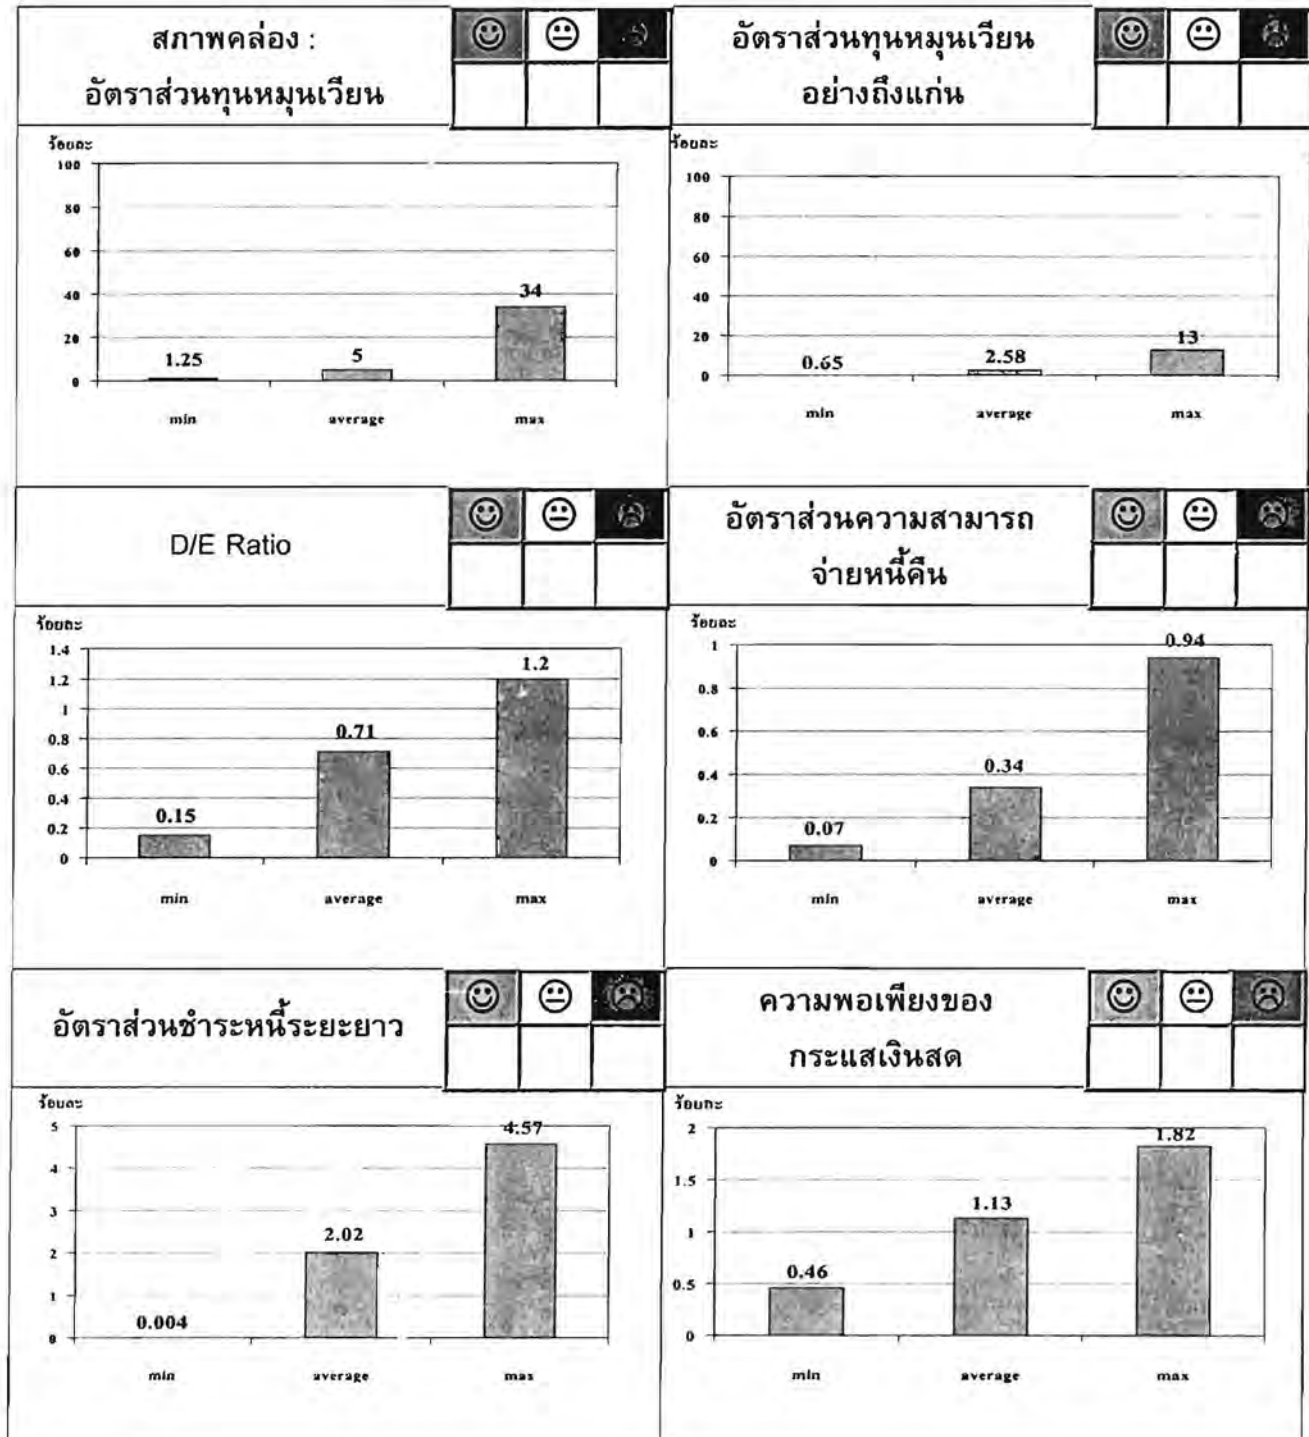 สภาพคล่อง :
อัตราส่วนทุนหมุนเวียน
ร้อยละ
100
80
60
40
20
0
1.25
5
34
min
average
max
อัตราส่วนทุนหมุนเวียน
อย่างถึงแก่น
ร้อยละ
100
80
60
40
20
0
0.65
2.58
13
min
average
max
D/E Ratio
ร้อยละ
1.4
1.2
1
0.8
0.6
0.4
0.2
0
0.15
0.71
1.2
min
average
max
อัตราส่วนความสามารถ
จ่ายหนี้คืน
ร้อยละ
1
0.8
0.6
0.4
0.2
0
0.07
0.34
0.94
min
average
max
อัตราส่วนชำระหนี้ระยะยาว
ร้อยละ
5
4
3
2
1
0
0.004
2.02
4.57
min
average
max
ความพอเพียงของ
กระแสเงินสด
ร้อยละ
2
1.5
1
0.5
0
0.46
1.13
1.82
min
average
max